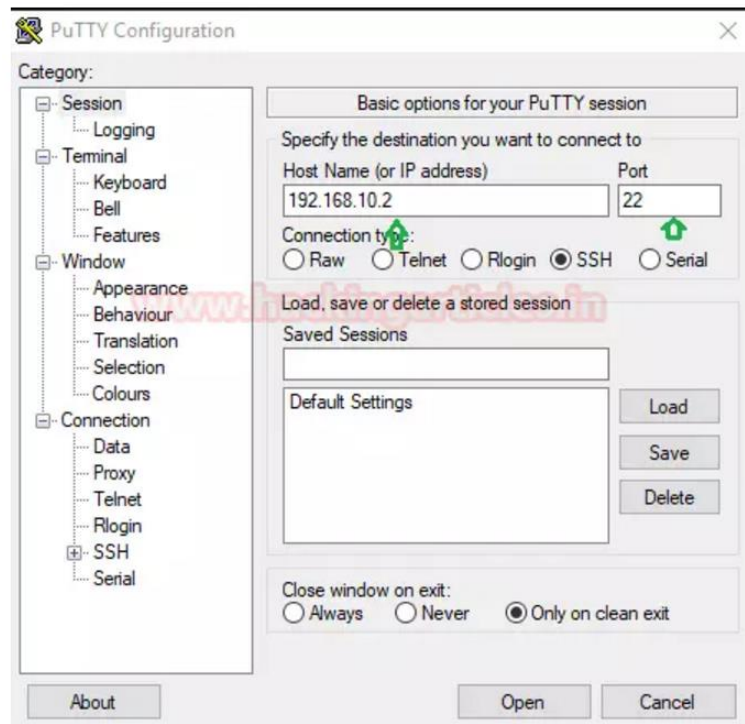 PuTTY Configuration
Category:
Session
Logging
Terminal
Keyboard
Bell
Features
Window
Appearance
Behaviour
Translation
Selection
Colours
Connection
Data
Proxy
Telnet
Rlogin
SSH
Serial
Basic options for your PuTTY session
Specify the destination you want to connect to
Host Name (or IP address) Port
192.168.10.2 22
Connection type:
Raw Telnet Rlogin SSH Serial
Load, save or delete a stored session
www.hackingarticles.in
Saved Sessions
Default Settings
Load
Save
Delete
Close window on exit:
Always Never Only on clean exit
About Open Cancel